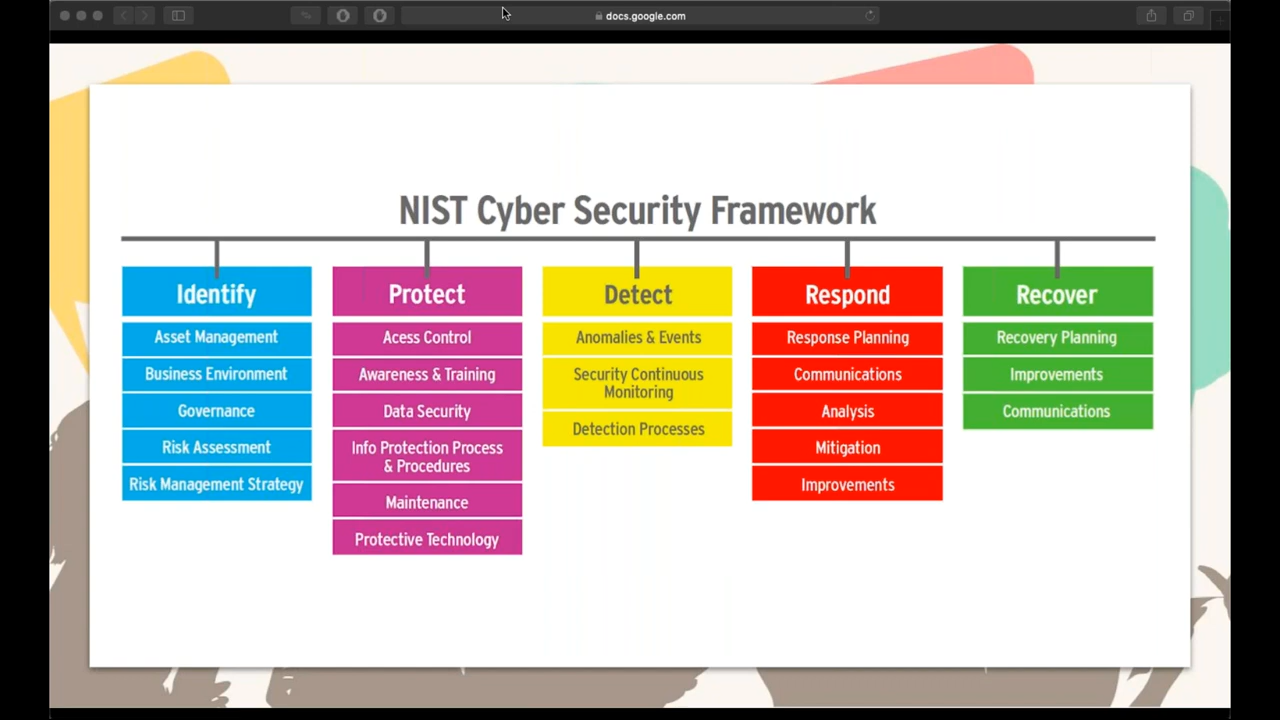 docs.google.com
NIST Cyber Security Framework
Identify
Asset Management
Business Environment
Governance
Risk Assessment
Risk Management Strategy
Protect
Acess Control
Awareness & Training
Data Security
Info Protection Process
& Procedures
Maintenance
Protective Technology
Detect
Anomalies & Events
Security Continuous
Monitoring
Detection Processes
Respond
Response Planning
Communications
Analysis
Mitigation
Improvements
Recover
Recovery Planning
Improvements
Communications